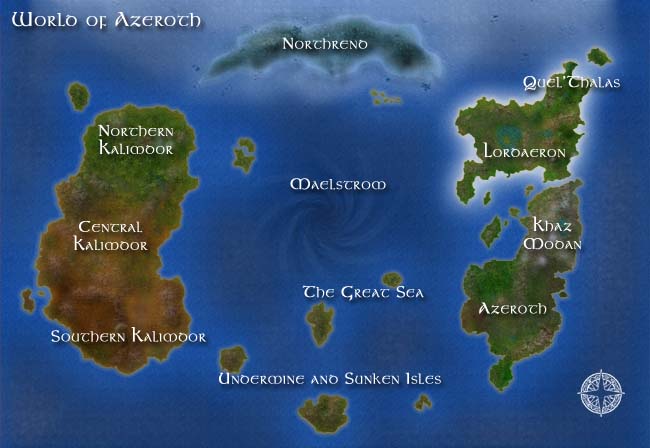 World of Azeroth
Northrend
Quel'Thalas
Northern
Kalimdor
Lordaeron
Maelstrom
Central
Kalimdor
Khaz
Modan
The Great Sea
Azeroth
Southern Kalimdor
Undermine and Sunken Isles